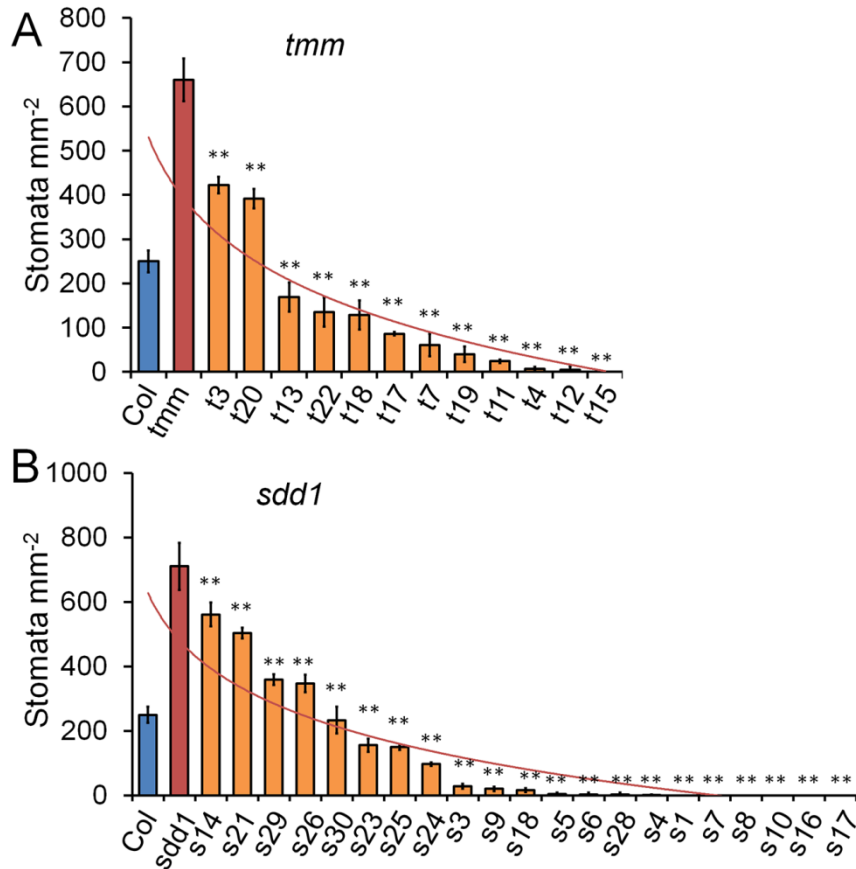 A
tmm
Stomata mm-2
800
700
600
500
400
300
200
100
0
** ** ** ** ** ** ** ** ** ** ** **
Col tmm t3 t20 t13 t22 t18 t17 t7 t19 t11 t4 t12 t15
B
sdd1
Stomata mm-2
1000
800
600
400
200
0
** ** ** ** ** ** ** ** ** ** ** ** ** ** ** ** ** ** ** ** ** **
Col sdd1 s14 s21 s29 s26 s30 s23 s25 s24 s3 s9 s18 s5 s6 s28 s4 s1 s7 s8 s10 s16 s17